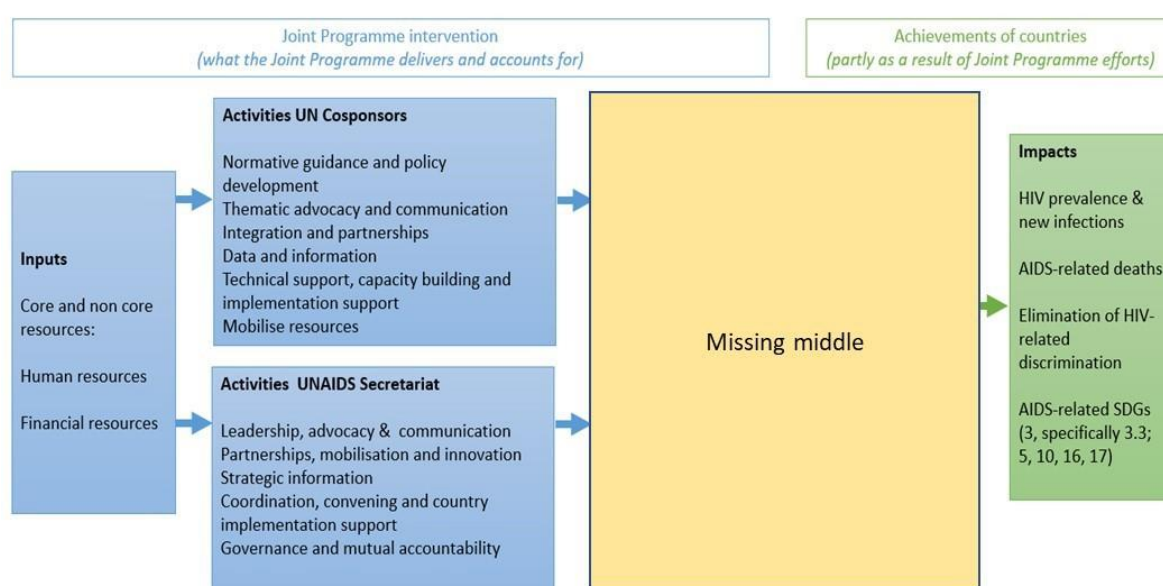 Joint Programme intervention
(what the Joint Programme delivers and accounts for)
Achievements of countries
(partly as a result of Joint Programme efforts)
Inputs
Core and non core
resources:
Human resources
Financial resources
Activities UN Cosponsors
Normative guidance and policy
development
Thematic advocacy and communication
Integration and partnerships
Data and information
Technical support, capacity building and
implementation support
Mobilise resources
Activities UNAIDS Secretariat
Leadership, advocacy & communication
Partnerships, mobilisation and innovation
Strategic information
Coordination, convening and country
implementation support
Governance and mutual accountability
Missing middle
Impacts
HIV prevalence &
new infections
AIDS-related deaths
Elimination of HIV-
related
discrimination
AIDS-related SDGs
(3, specifically 3.3;
5, 10, 16, 17)